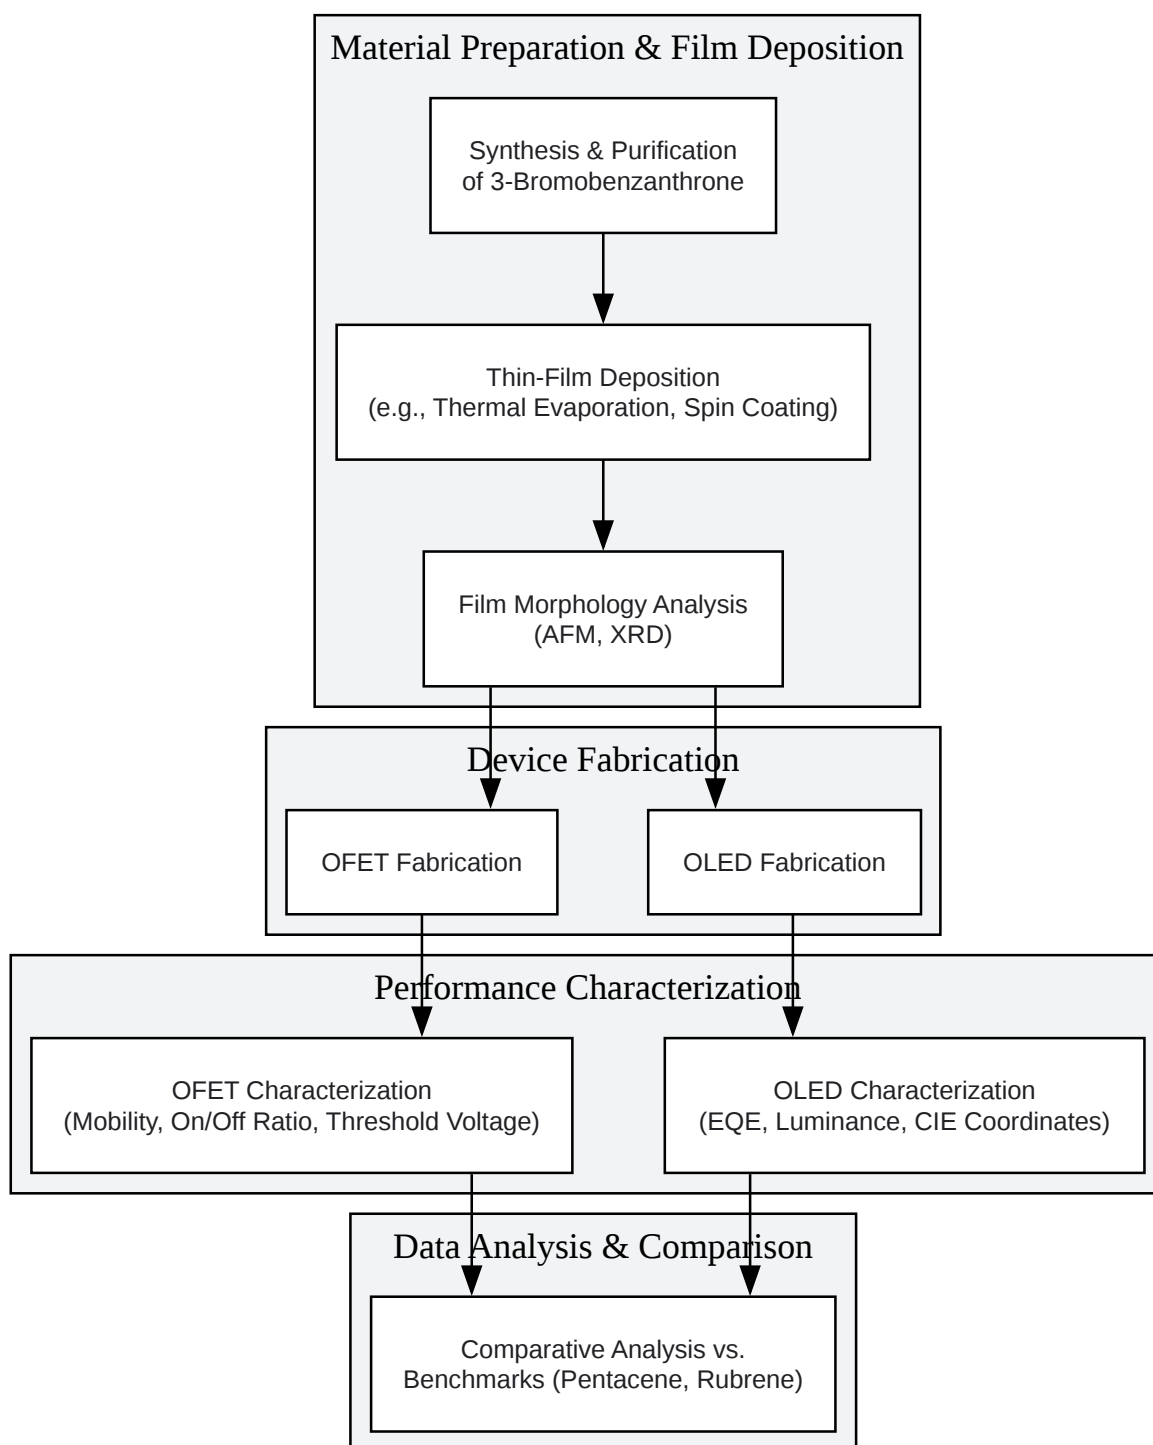 Material Preparation & Film Deposition
Synthesis & Purification
of 3-Bromobenzanthrone
Thin-Film Deposition
(e.g., Thermal Evaporation, Spin Coating)
Film Morphology Analysis
(AFM, XRD)
Device Fabrication
OFET Fabrication
OLED Fabrication
Performance Characterization
OFET Characterization
(Mobility, On/Off Ratio, Threshold Voltage)
OLED Characterization
(EQE, Luminance, CIE Coordinates)
Data Analysis & Comparison
Comparative Analysis vs.
Benchmarks (Pentacene, Rubrene)